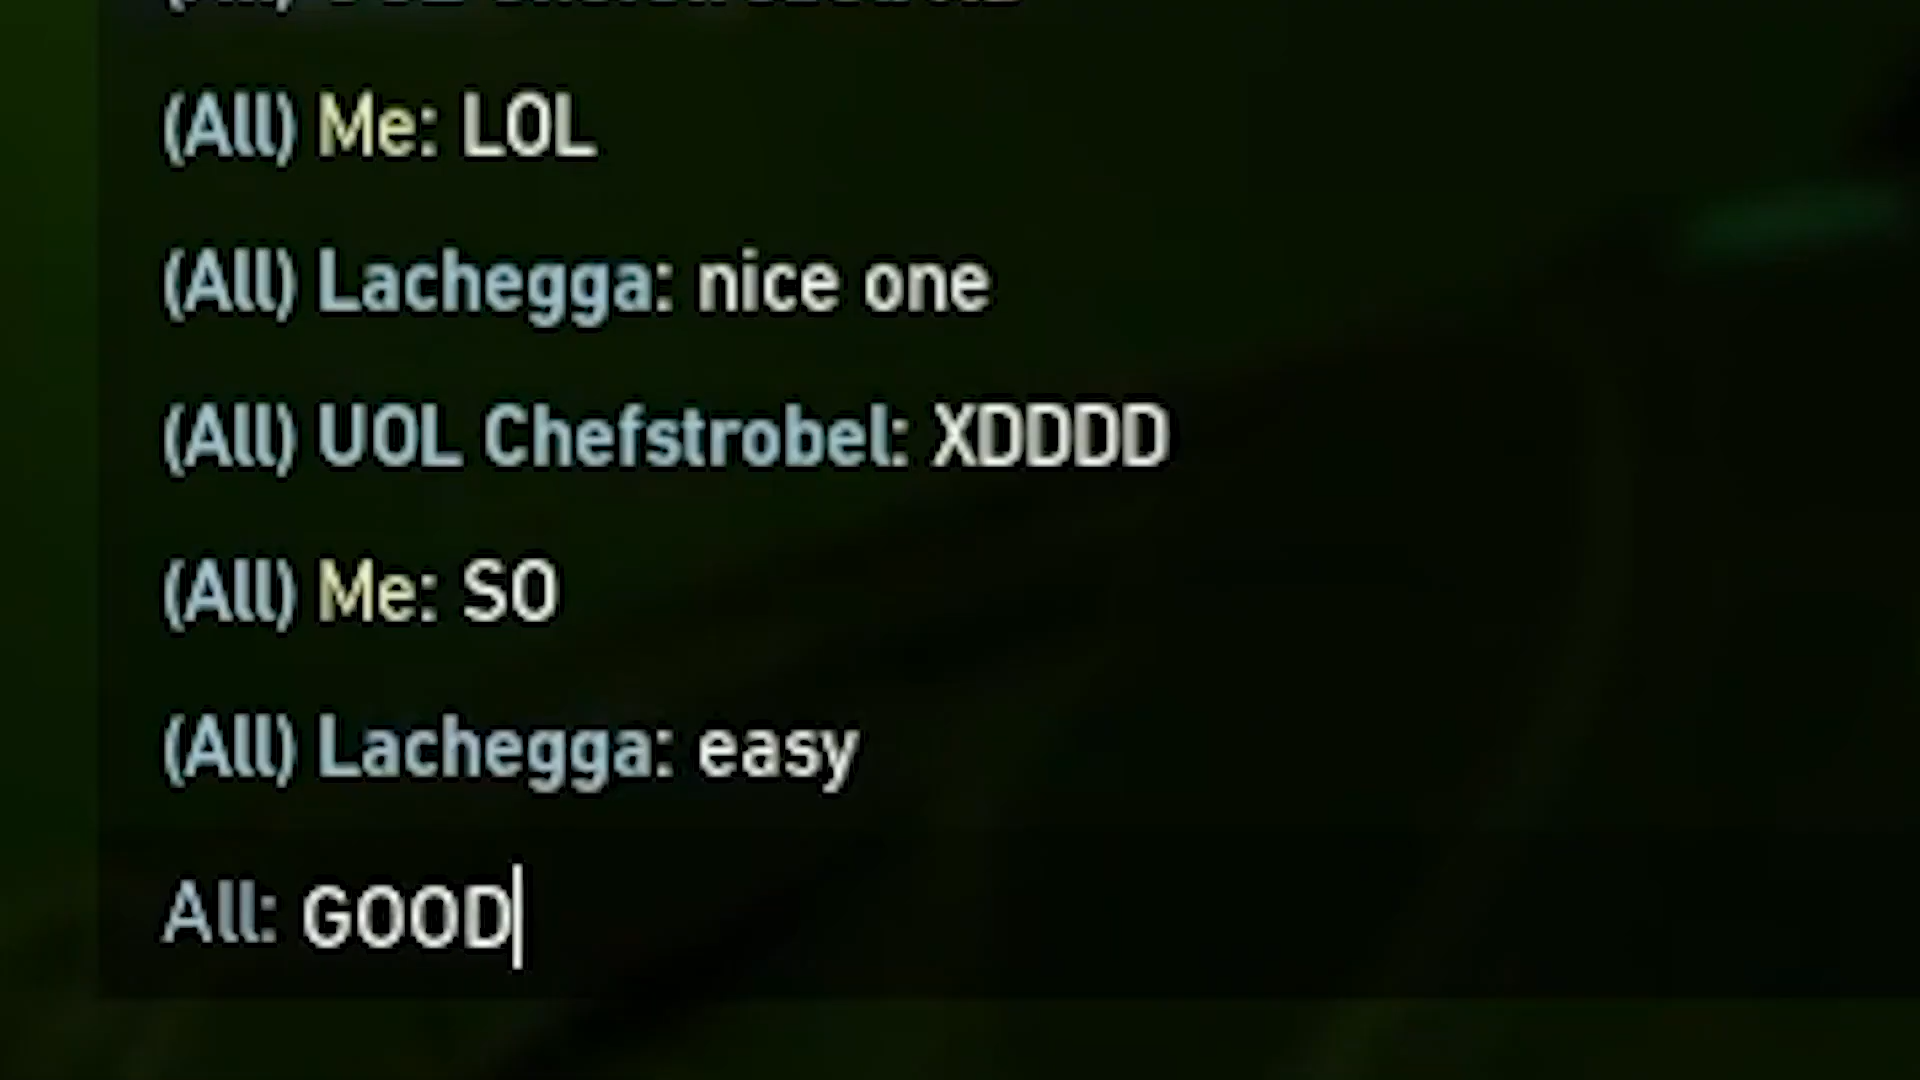 (All) Me: LOL
(All) Lachegga: nice one
(All) UOL Chefstrobel: XDDDD
(All) Me: SO
(All) Lachegga: easy
All: GOOD